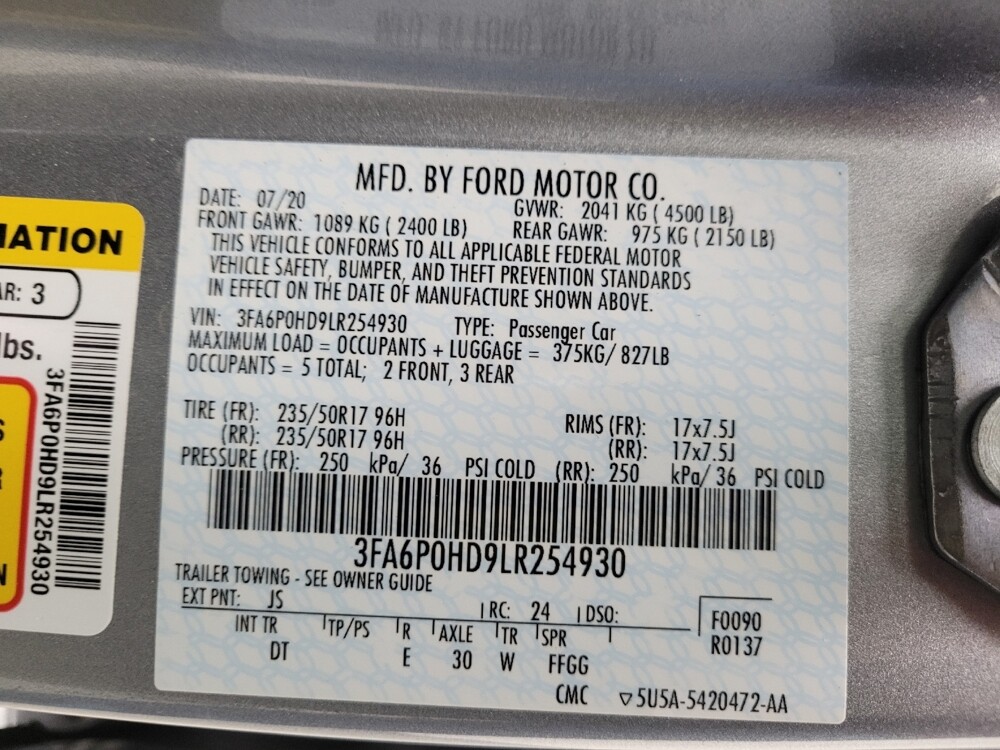 MFD. BY FORD MOTOR CO.
DATE: 07/20 GVWR: 2041 KG ( 4500 LB)
FRONT GAWR: 1089 KG ( 2400 LB) REAR GAWR: 975 KG ( 2150 LB)
THIS VEHICLE CONFORMS TO ALL APPLICABLE FEDERAL MOTOR
VEHICLE SAFETY, BUMPER, AND THEFT PREVENTION STANDARDS
IN EFFECT ON THE DATE OF MANUFACTURE SHOWN ABOVE.
VIN: 3FA6P0HD9LR254930 TYPE: Passenger Car
MAXIMUM LOAD = OCCUPANTS + LUGGAGE = 375KG/ 827LB
OCCUPANTS = 5 TOTAL; 2 FRONT, 3 REAR
TIRE (FR): 235/50R17 96H RIMS (FR): 17x7.5J
(RR): 235/50R17 96H (RR): 17x7.5J
PRESSURE (FR): 250 kPa/ 36 PSI COLD (RR): 250 kPa/ 36 PSI COLD
3FA6P0HD9LR254930
TRAILER TOWING - SEE OWNER GUIDE
EXT PNT: JS RC: 24 DSO: F0090
R0137
INT TR TP/PS R AXLE TR SPR
DT E 30 W FFGG
CMC ▽5U5A-5420472-AA
IATION
AR: 3
lbs.
3FA6P0HD9LR254930